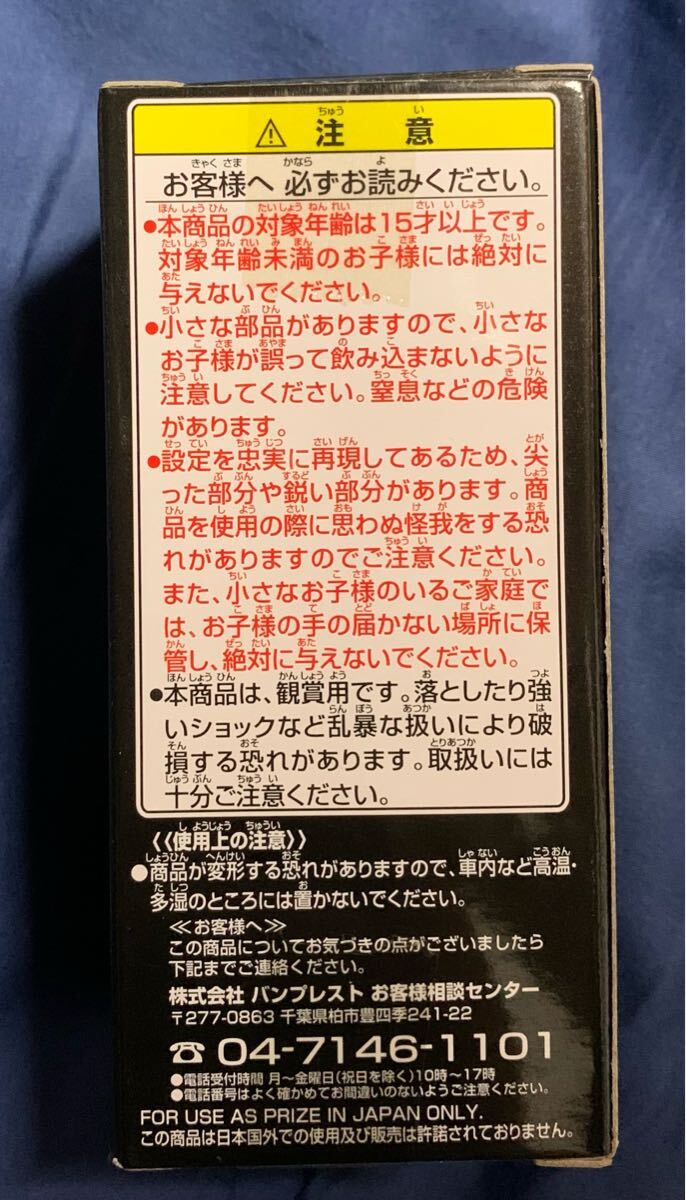 ⚠ 注意
お客様へ 必ずお読みください。
●本商品の対象年齢は15才以上です。
対象年齢未満のお子様には絶対に
与えないでください。
●小さな部品がありますので、小さな
お子様が誤って飲み込まないように
注意してください。窒息などの危険
があります。
●設定を忠実に再現してあるため、尖
った部分や鋭い部分があります。商
品を使用の際に思わぬ怪我をする恐
れがありますのでご注意ください。
また、小さなお子様のいるご家庭で
は、お子様の手の届かない場所に保
管し、絶対に与えないでください。
●本商品は、観賞用です。落としたり強
いショックなど乱暴な扱いにより破
損する恐れがあります。取扱いには
十分ご注意ください。
《使用上の注意》
●商品が変形する恐れがありますので、車内など高温・
多湿のところには置かないでください。
≪お客様へ≫
この商品についてお気づきの点がございましたら
下記までご連絡ください。
株式会社 バンプレスト お客様相談センター
〒277-0863 千葉県柏市豊四季241-22
☎ 04-7146-1101
●電話受付時間 月〜金曜日(祝日を除く)10時〜17時
●電話番号はよく確かめてお間違いのないようご注意ください。
FOR USE AS PRIZE IN JAPAN ONLY.
この商品は日本国外での使用及び販売は許諾されておりません。